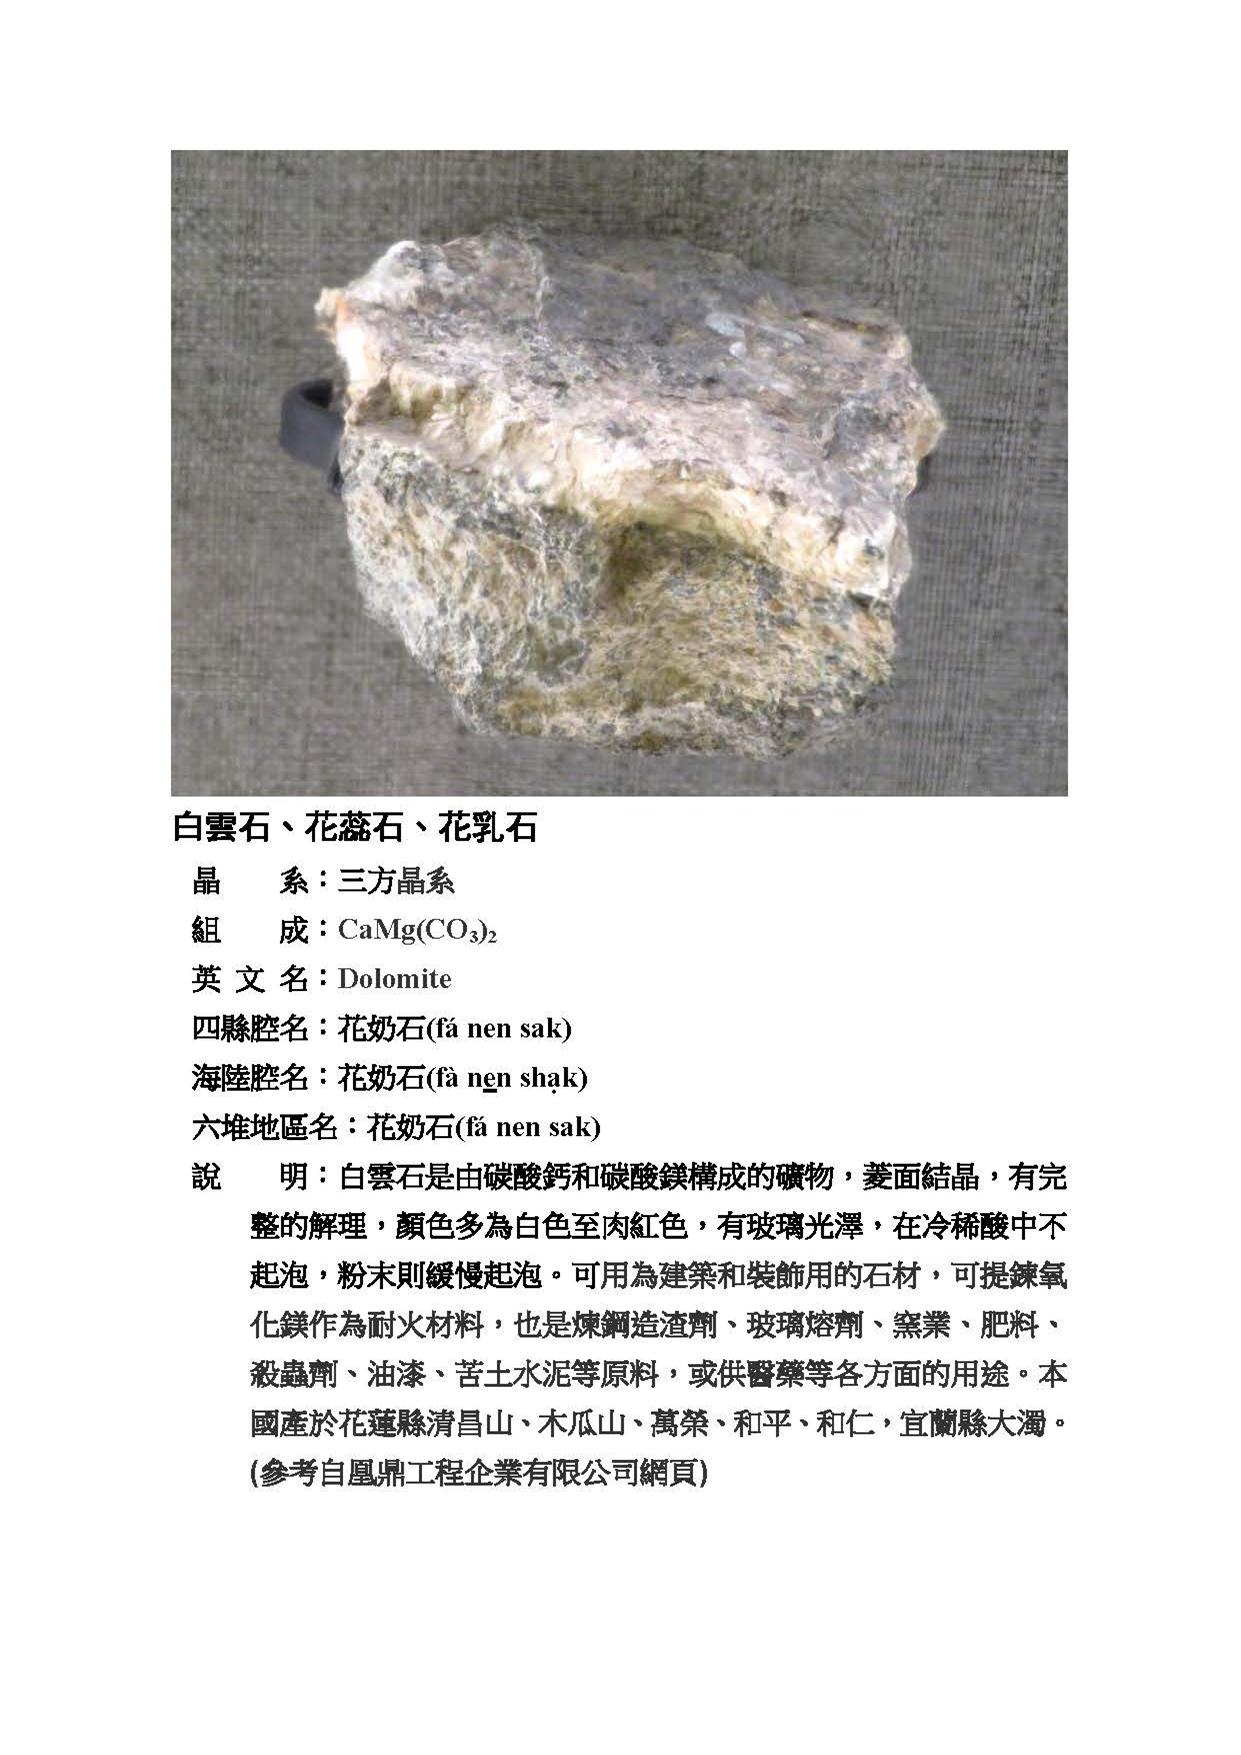 白雲石、花蕊石、花乳石
晶　　系：三方晶系
組　　成：CaMg(CO₃)₂
英 文 名：Dolomite
四縣腔名：花奶石(fá nen sak)
海陸腔名：花奶石(fà nen shạk)
六堆地區名：花奶石(fá nen sak)
說　　明：白雲石是由碳酸鈣和碳酸鎂構成的礦物，菱面結晶，有完
整的解理，顏色多為白色至肉紅色，有玻璃光澤，在冷稀酸中不
起泡，粉末則緩慢起泡。可用為建築和裝飾用的石材，可提鍊氧
化鎂作為耐火材料，也是煉鋼造渣劑、玻璃熔劑、窯業、肥料、
殺蟲劑、油漆、苦土水泥等原料，或供醫藥等各方面的用途。本
國產於花蓮縣清昌山、木瓜山、萬榮、和平、和仁，宜蘭縣大濁。
(參考自凰鼎工程企業有限公司網頁)